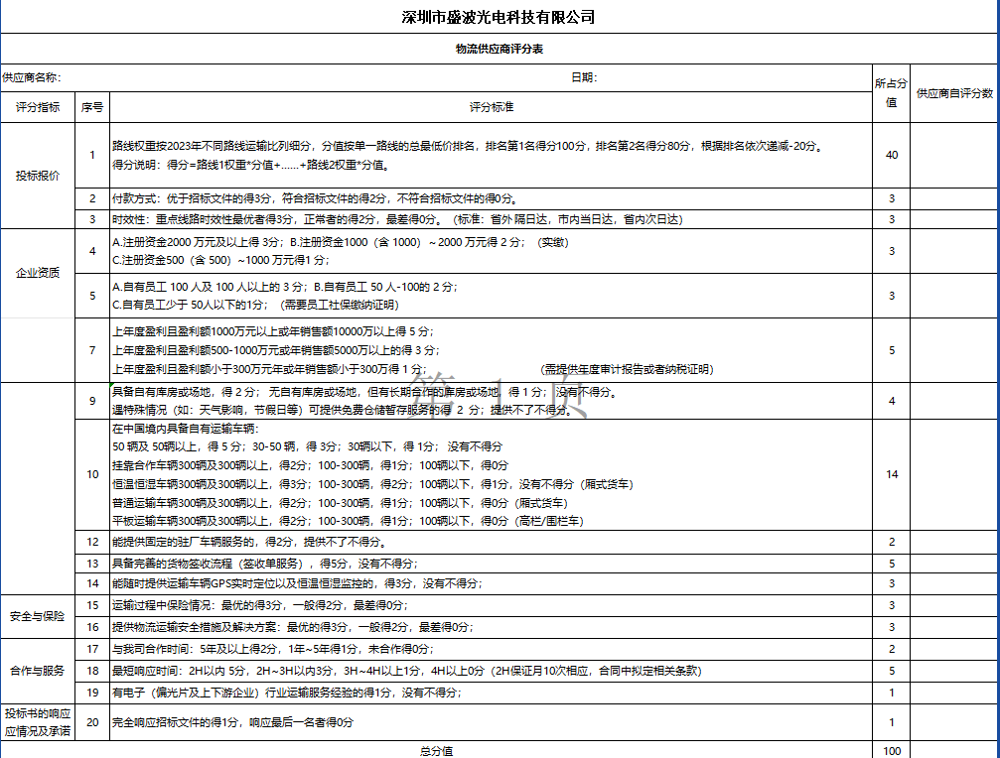 深圳市盛波光电科技有限公司
物流供应商评分表
供应商名称: 日期:
所占分值 供应商自评分数
评分指标 序号 评分标准
投标报价
1
路线权重按2023年不同路线运输比列细分，分值按单一路线的总最低价排名，排名第1名得分100分，排名第2名得分80分，根据排名依次递减-20分。
得分说明：得分=路线1权重*分值+……+路线2权重*分值。
40
2 付款方式：优于招标文件的得3分，符合招标文件的得2分，不符合招标文件的得0分。 3
3 时效性：重点线路时效性最优者得3分，正常者的得2分，最差得0分。（标准：省外 隔日达，市内当日达，省内次日达） 3
企业资质
4
A.注册资金2000 万元及以上得 3分；B.注册资金1000（含 1000）~ 2000 万元得 2 分；（实缴）
C.注册资金500（含 500）~1000 万元得1 分；
3
5
A.自有员工 100 人及 100 人以上的 3 分；B.自有员工 50 人-100的 2 分；
C.自有员工少于 50人以下的1分；（需要员工社保缴纳证明）
3
7
上年度盈利且盈利额1000万元以上或年销售额10000万以上得 5 分；
上年度盈利且盈利额500-1000万元或年销售额5000万以上的得 3 分；
上年度盈利且盈利额小于300万元年或年销售额小于300万得 1 分； （需提供年度审计报告或者纳税证明）
5
第 1 页
9
具备自有库房或场地，得 2 分； 无自有库房或场地，但有长期合作的库房或场地，得 1 分；没有不得分。
遇特殊情况（如：天气影响，节假日等）可提供免费仓储暂存服务的得 2 分；提供不了不得分。
4
10
在中国境内具备自有运输车辆：
50 辆及 50辆以上，得 5 分；30-50 辆，得 3分；30辆以下，得 1分； 没有不得分
挂靠合作车辆300辆及300辆以上，得2分；100-300辆，得1分；100辆以下，得0分
恒温恒湿车辆300辆及300辆以上，得3分；100-300辆，得2分；100辆以下，得1分，没有不得分（厢式货车）
普通运输车辆300辆及300辆以上，得2分；100-300辆，得1分；100辆以下，得0分（厢式货车）
平板运输车辆300辆及300辆以上，得2分；100-300辆，得1分；100辆以下，得0分（高栏/围栏车）
14
12 能提供固定的驻厂车辆服务的，得2分，提供不了不得分。 2
13 具备完善的货物签收流程（签收单服务），得5分，没有不得分； 5
14 能随时提供运输车辆GPS实时定位以及恒温恒湿监控的，得3分，没有不得分； 3
安全与保险
15 运输过程中保险情况：最优的得3分，一般得2分，最差得0分； 3
16 提供物流运输安全措施及解决方案：最优的得3分，一般得2分，最差得0分； 3
合作与服务
17 与我司合作时间：5年及以上得2分，1年~5年得1分，未合作得0分； 2
18 最短响应时间：2H以内 5分，2H~3H以内3分，3H~4H以上1分，4H以上0分（2H保证月10次相应，合同中拟定相关条款） 5
19 有电子（偏光片及上下游企业）行业运输服务经验的得1分，没有不得分； 1
投标书的响应
应情况及承诺
20 完全响应招标文件的得1分，响应最后一名者得0分 1
总分值 100